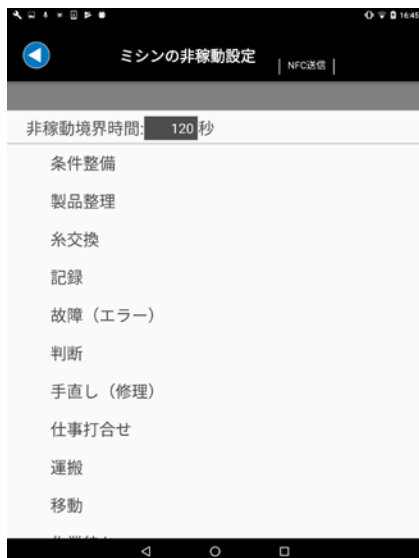 16:45
ミシンの非稼動設定
NFC送信
非稼動境界時間: 120 秒
条件整備
製品整理
糸交換
記録
故障（エラー）
判断
手直し（修理）
仕事打合せ
運搬
移動